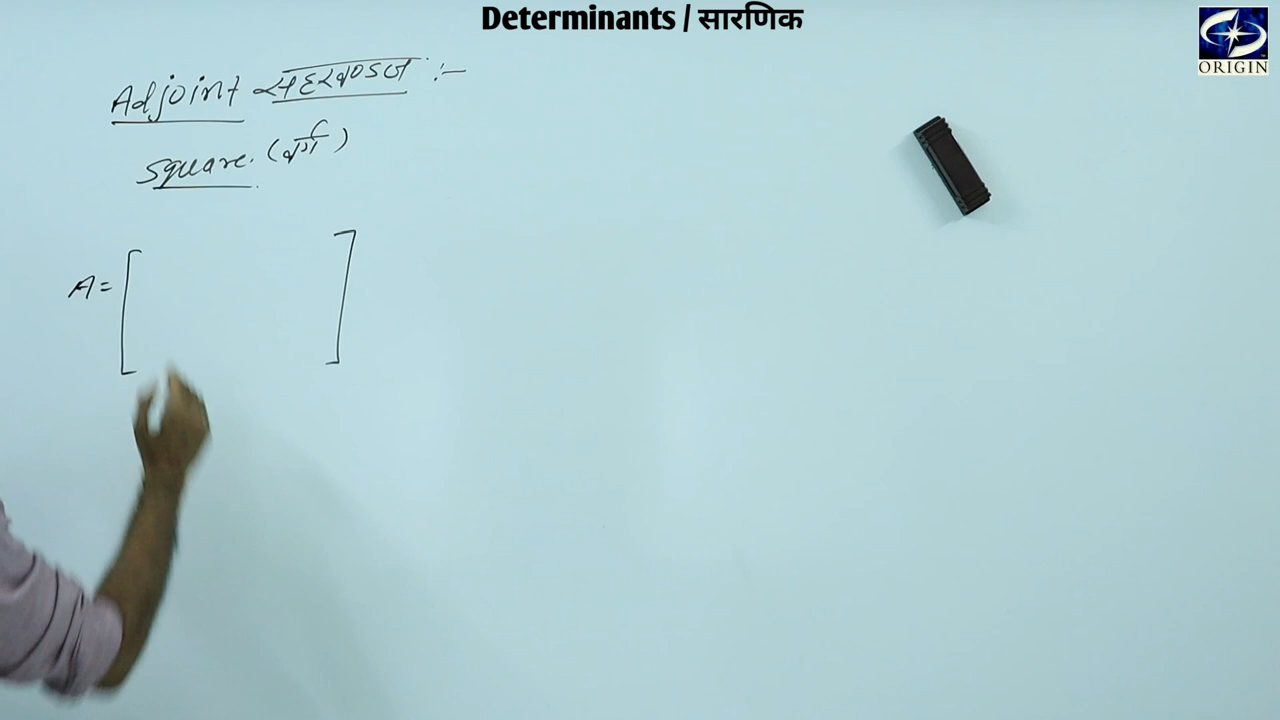 Determinants / सारणिक
ORIGIN
Adjoint सहखण्डज :-
Square. (वर्ग)
A = [ ]